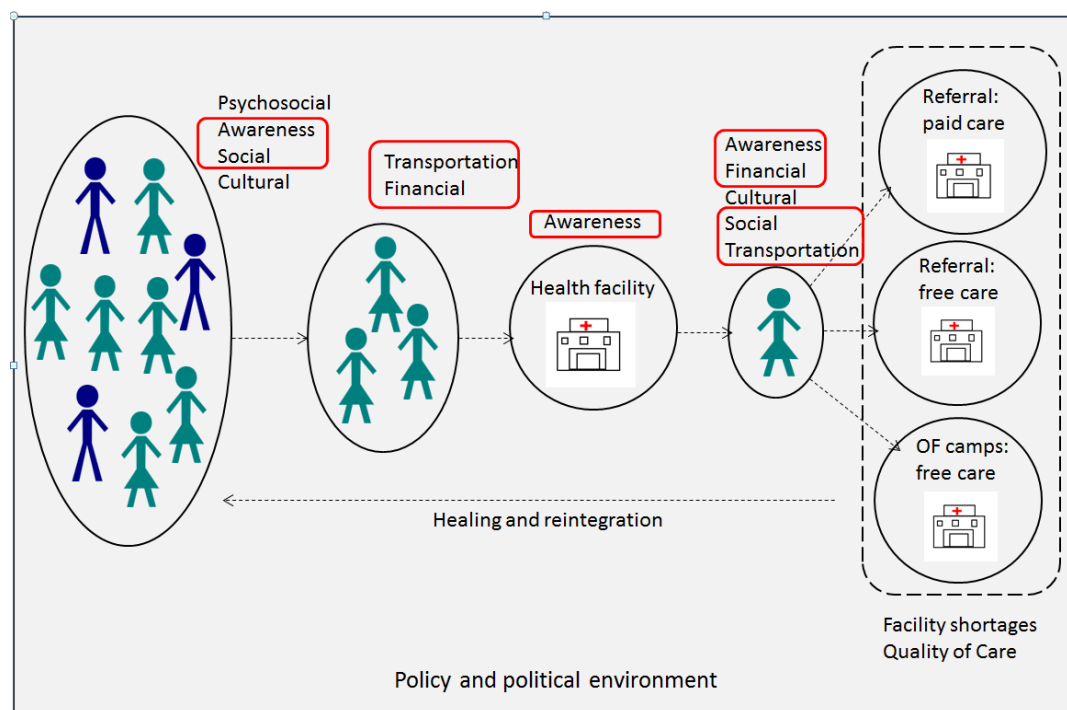 Psychosocial
Awareness
Social
Cultural
Transportation
Financial
Awareness
Health facility
Awareness
Financial
Cultural
Social
Transportation
Referral:
paid care
Referral:
free care
OF camps:
free care
Healing and reintegration
Facility shortages
Quality of Care
Policy and political environment